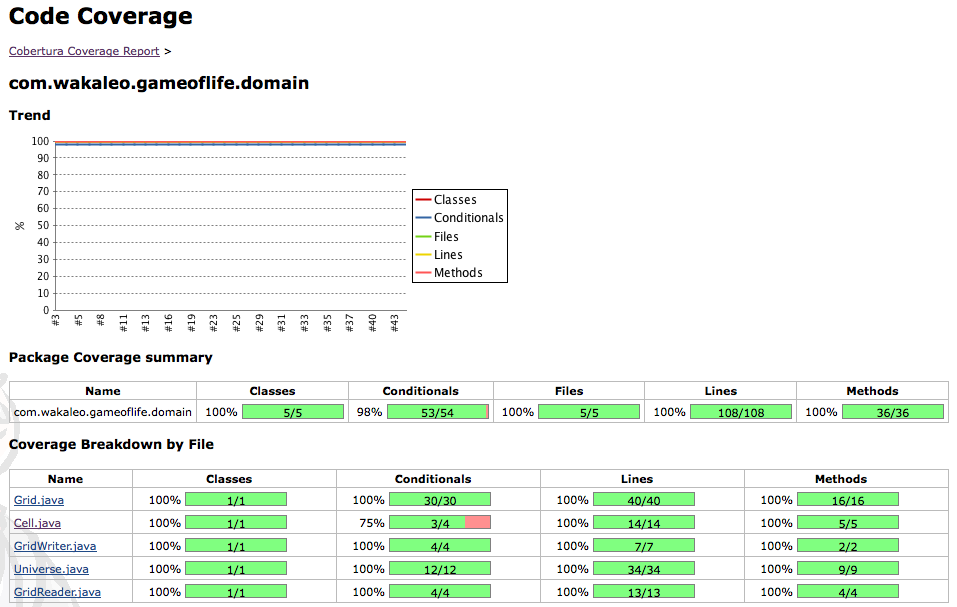 Code Coverage
Cobertura Coverage Report >
com.wakaleo.gameoflife.domain
Trend
100
90
80
70
60
50
40
30
20
10
0
%
#3 #5 #8 #11 #13 #16 #19 #23 #25 #29 #31 #33 #35 #37 #40 #43
Classes
Conditionals
Files
Lines
Methods
Package Coverage summary
Name Classes Conditionals Files Lines Methods
com.wakaleo.gameoflife.domain 100% 5/5 98% 53/54 100% 5/5 100% 108/108 100% 36/36
Coverage Breakdown by File
Name Classes Conditionals Lines Methods
Grid.java 100% 1/1 100% 30/30 100% 40/40 100% 16/16
Cell.java 100% 1/1 75% 3/4 100% 14/14 100% 5/5
GridWriter.java 100% 1/1 100% 4/4 100% 7/7 100% 2/2
Universe.java 100% 1/1 100% 12/12 100% 34/34 100% 9/9
GridReader.java 100% 1/1 100% 4/4 100% 13/13 100% 4/4